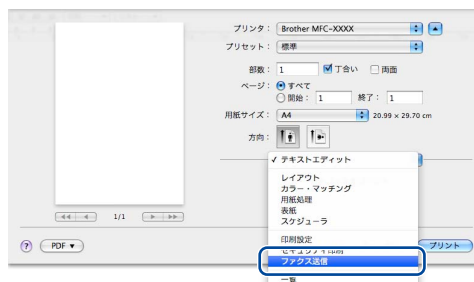 プリンタ： Brother MFC-XXXX
プリセット： 標準
部数： 1 丁合い 両面
ページ： すべて
開始： 1 終了： 1
用紙サイズ： A4 20.99 × 29.70 cm
方向：
✓ テキストエディット
レイアウト
カラー・マッチング
用紙処理
表紙
スケジューラ
1/1
印刷設定
? PDF ▼ プリント
ファクス送信
一覧